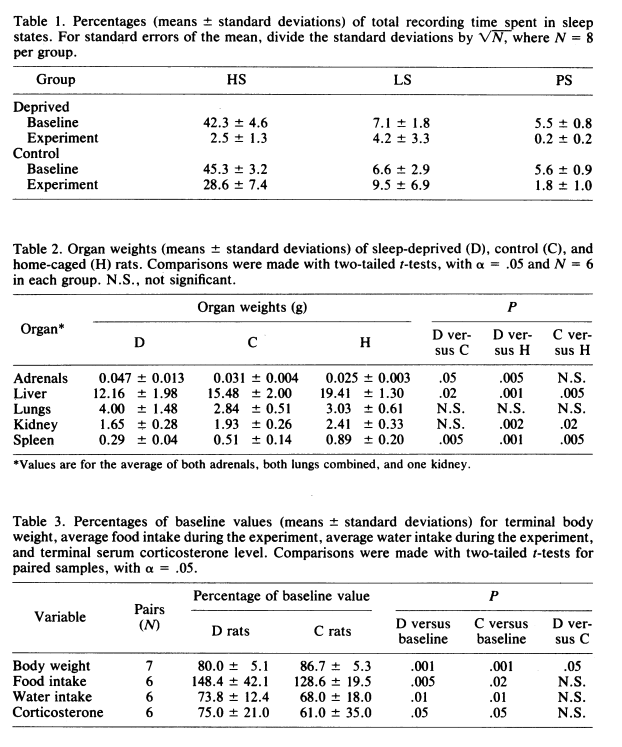 Table 1. Percentages (means ± standard deviations) of total recording time spent in sleep
states. For standard errors of the mean, divide the standard deviations by √N, where N = 8
per group.
Group HS LS PS
Deprived
Baseline 42.3 ± 4.6 7.1 ± 1.8 5.5 ± 0.8
Experiment 2.5 ± 1.3 4.2 ± 3.3 0.2 ± 0.2
Control
Baseline 45.3 ± 3.2 6.6 ± 2.9 5.6 ± 0.9
Experiment 28.6 ± 7.4 9.5 ± 6.9 1.8 ± 1.0
Table 2. Organ weights (means ± standard deviations) of sleep-deprived (D), control (C), and
home-caged (H) rats. Comparisons were made with two-tailed t-tests, with α = .05 and N = 6
in each group. N.S., not significant.
Organ weights (g) P
Organ* D C H D ver- D ver- C ver-
sus C sus H sus H
Adrenals 0.047 ± 0.013 0.031 ± 0.004 0.025 ± 0.003 .05 .005 N.S.
Liver 12.16 ± 1.98 15.48 ± 2.00 19.41 ± 1.30 .02 .001 .005
Lungs 4.00 ± 1.48 2.84 ± 0.51 3.03 ± 0.61 N.S. N.S. N.S.
Kidney 1.65 ± 0.28 1.93 ± 0.26 2.41 ± 0.33 N.S. .002 .02
Spleen 0.29 ± 0.04 0.51 ± 0.14 0.89 ± 0.20 .005 .001 .005
*Values are for the average of both adrenals, both lungs combined, and one kidney.
Table 3. Percentages of baseline values (means ± standard deviations) for terminal body
weight, average food intake during the experiment, average water intake during the experiment,
and terminal serum corticosterone level. Comparisons were made with two-tailed t-tests for
paired samples, with α = .05.
Percentage of baseline value P
Variable Pairs (N) D rats C rats D versus C versus D ver-
baseline baseline sus C
Body weight 7 80.0 ± 5.1 86.7 ± 5.3 .001 .001 .05
Food intake 6 148.4 ± 42.1 128.6 ± 19.5 .005 .02 N.S.
Water intake 6 73.8 ± 12.4 68.0 ± 18.0 .01 .01 N.S.
Corticosterone 6 75.0 ± 21.0 61.0 ± 35.0 .05 .05 N.S.